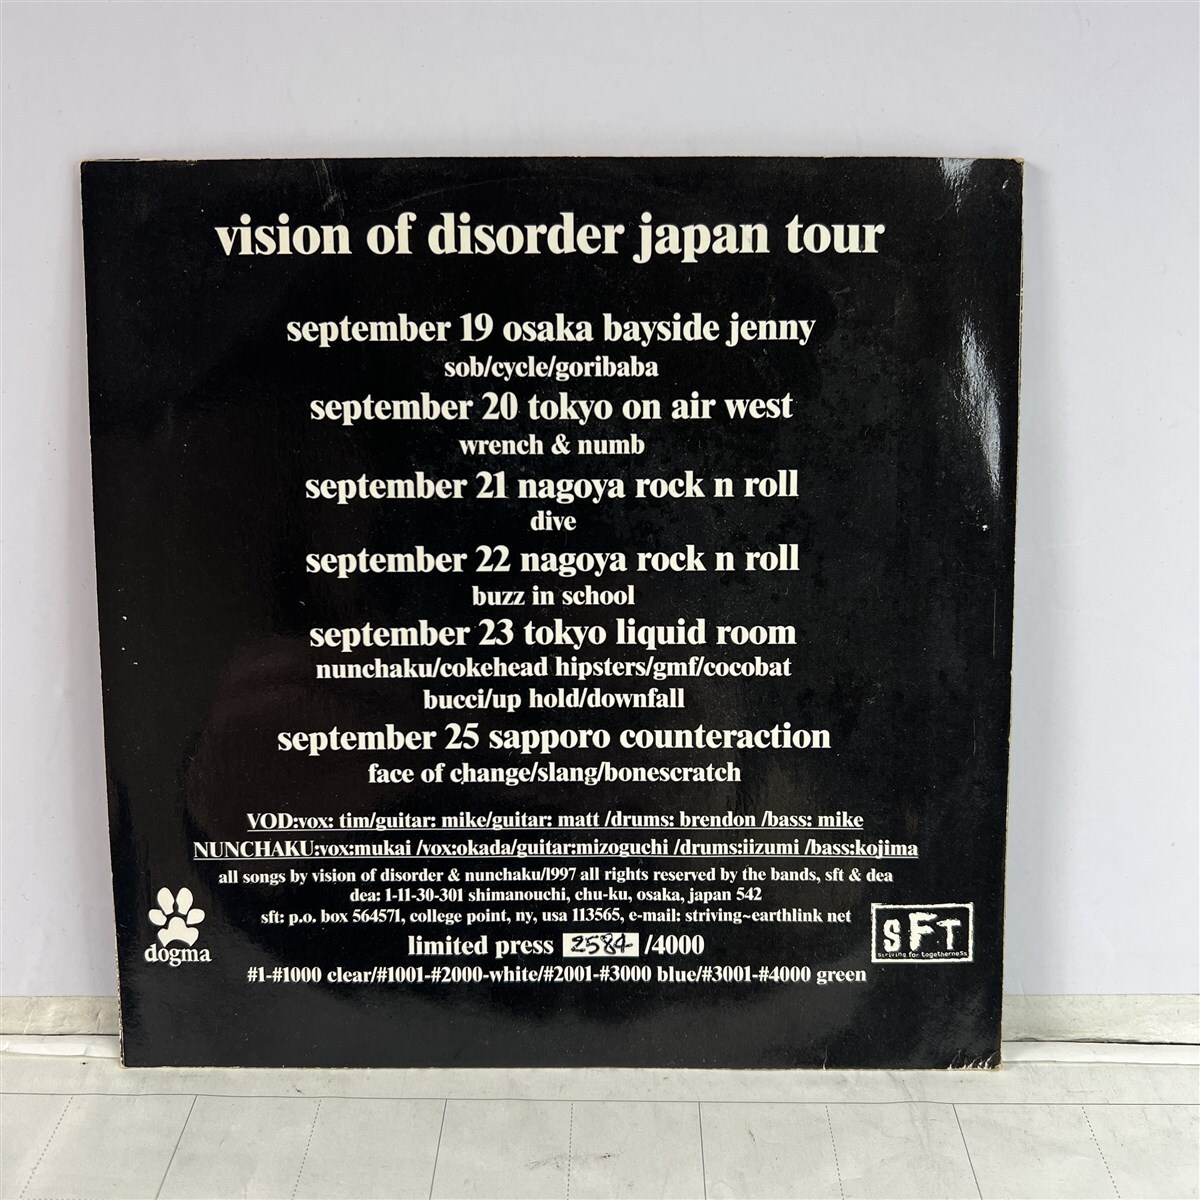 vision of disorder japan tour
september 19 osaka bayside jenny
sob/cycle/goribaba
september 20 tokyo on air west
wrench & numb
september 21 nagoya rock n roll
dive
september 22 nagoya rock n roll
buzz in school
september 23 tokyo liquid room
nunchaku/cokehead hipsters/gmf/cocobat
bucci/up hold/downfall
september 25 sapporo counteraction
face of change/slang/bonescratch
VOD:vox: tim/guitar: mike/guitar: matt /drums: brendon /bass: mike
NUNCHAKU:vox:mukai /vox:okada/guitar:mizoguchi /drums:iizumi /bass:kojima
all songs by vision of disorder & nunchaku/1997 all rights reserved by the bands, sft & dea
dea: 1-11-30-301 shimanouchi, chu-ku, osaka, japan 542
sft: p.o. box 564571, college point, ny, usa 113565, e-mail: striving~earthlink net
limited press 2584 /4000
#1-#1000 clear/#1001-#2000-white/#2001-#3000 blue/#3001-#4000 green
dogma
SFT
striving for togetherness